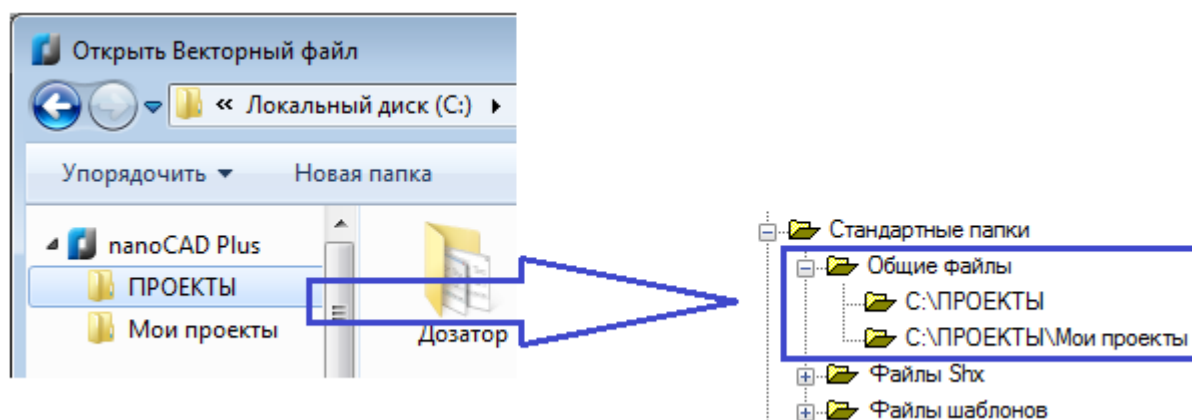 Открыть Векторный файл
« Локальный диск (C:)
Упорядочить Новая папка
nanoCAD Plus
ПРОЕКТЫ
Мои проекты
Дозатор
Стандартные папки
Общие файлы
C:\ПРОЕКТЫ
C:\ПРОЕКТЫ\Мои проекты
Файлы Shx
Файлы шаблонов